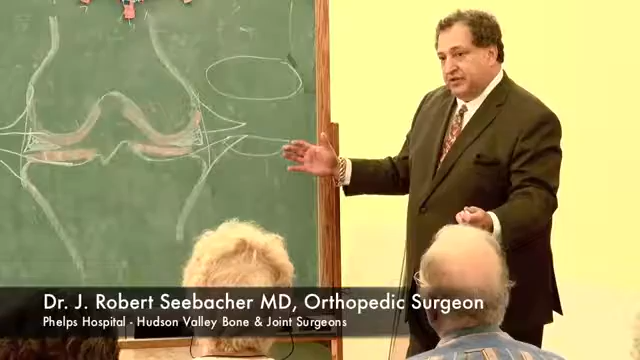 Dr. J. Robert Seebacher MD, Orthopedic Surgeon
Phelps Hospital - Hudson Valley Bone & Joint Surgeons